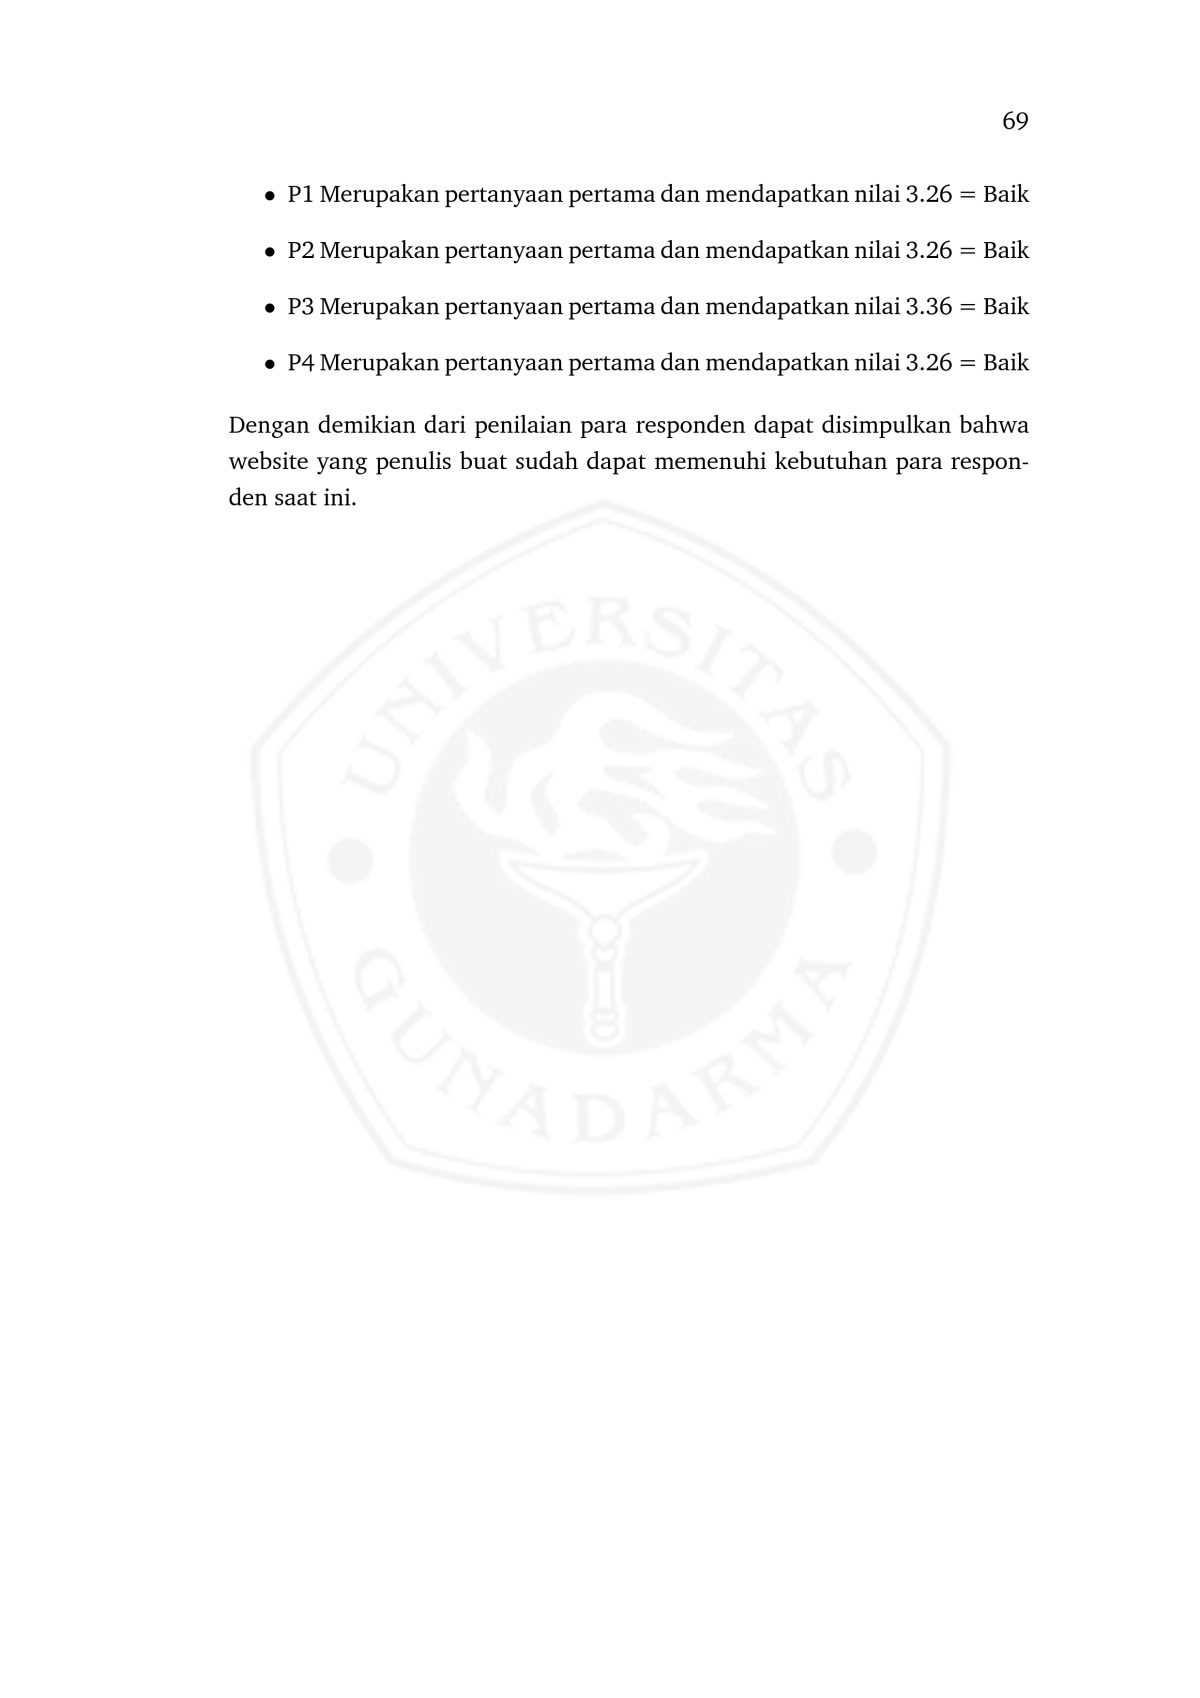 69
• P1 Merupakan pertanyaan pertama dan mendapatkan nilai 3.26 = Baik
• P2 Merupakan pertanyaan pertama dan mendapatkan nilai 3.26 = Baik
• P3 Merupakan pertanyaan pertama dan mendapatkan nilai 3.36 = Baik
• P4 Merupakan pertanyaan pertama dan mendapatkan nilai 3.26 = Baik
Dengan demikian dari penilaian para responden dapat disimpulkan bahwa
website yang penulis buat sudah dapat memenuhi kebutuhan para respon-
den saat ini.
UNIVERSITAS
GUNADARMA